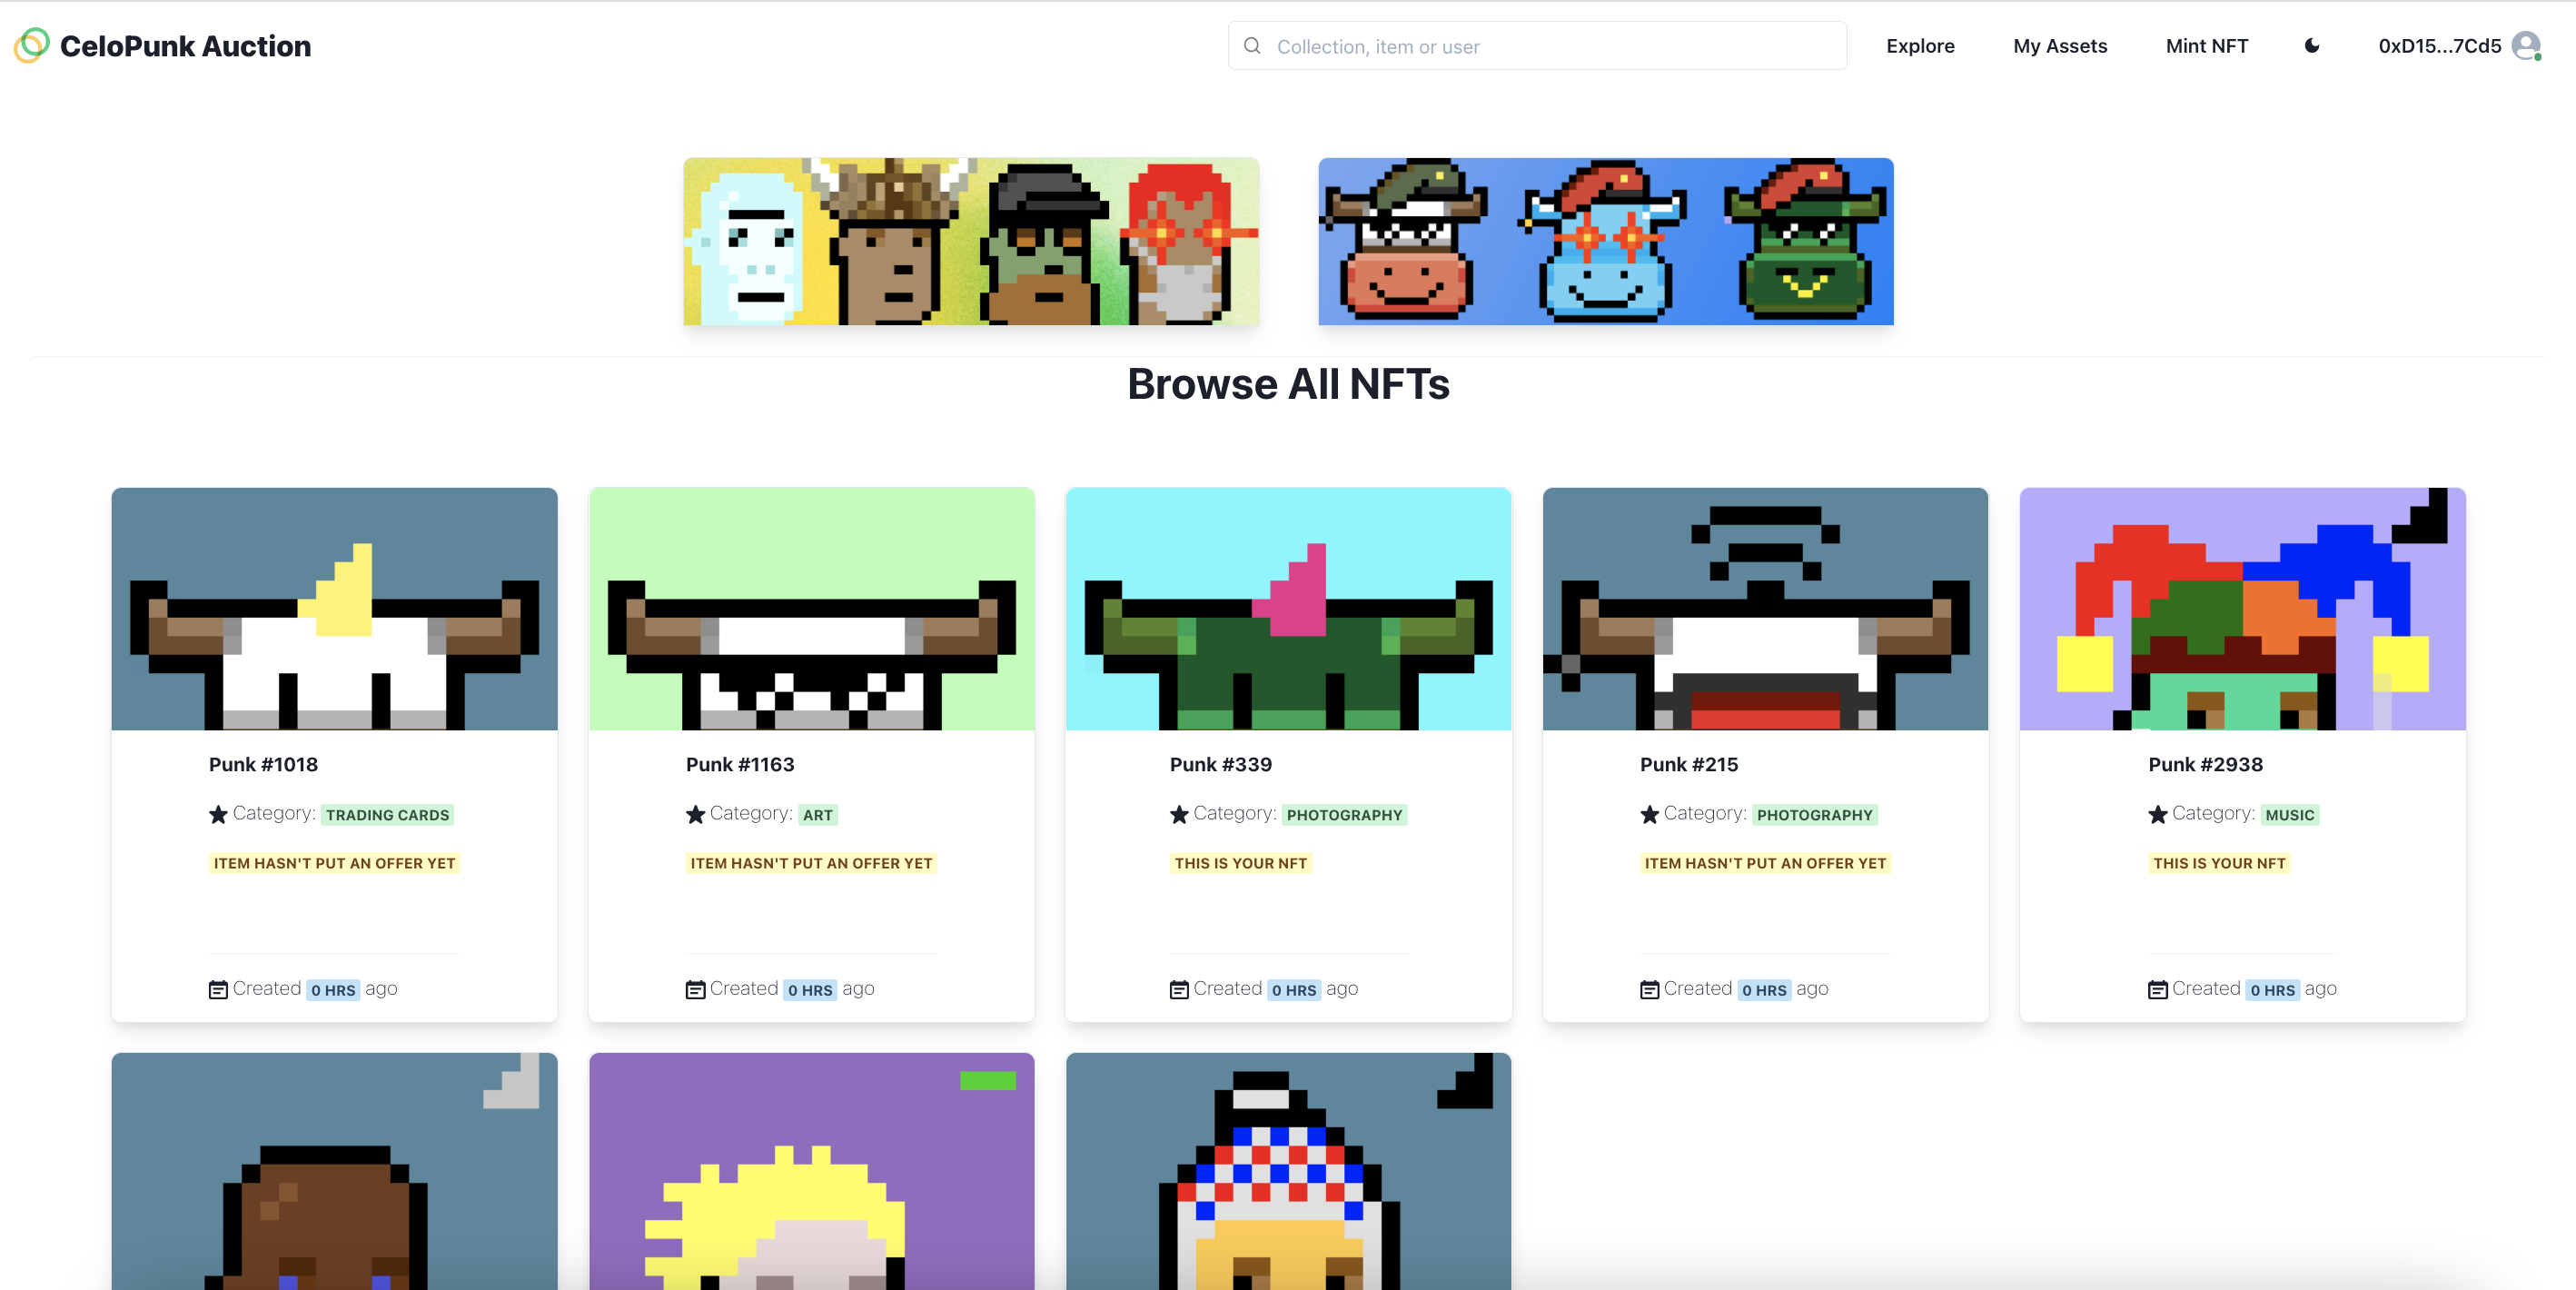 CeloPunk Auction
Collection, item or user
Explore
My Assets
Mint NFT
0xD15...7Cd5
Browse All NFTs
Punk #1018
Category: TRADING CARDS
ITEM HASN'T PUT AN OFFER YET
Created 0 HRS ago
Punk #1163
Category: ART
ITEM HASN'T PUT AN OFFER YET
Created 0 HRS ago
Punk #339
Category: PHOTOGRAPHY
THIS IS YOUR NFT
Created 0 HRS ago
Punk #215
Category: PHOTOGRAPHY
ITEM HASN'T PUT AN OFFER YET
Created 0 HRS ago
Punk #2938
Category: MUSIC
THIS IS YOUR NFT
Created 0 HRS ago